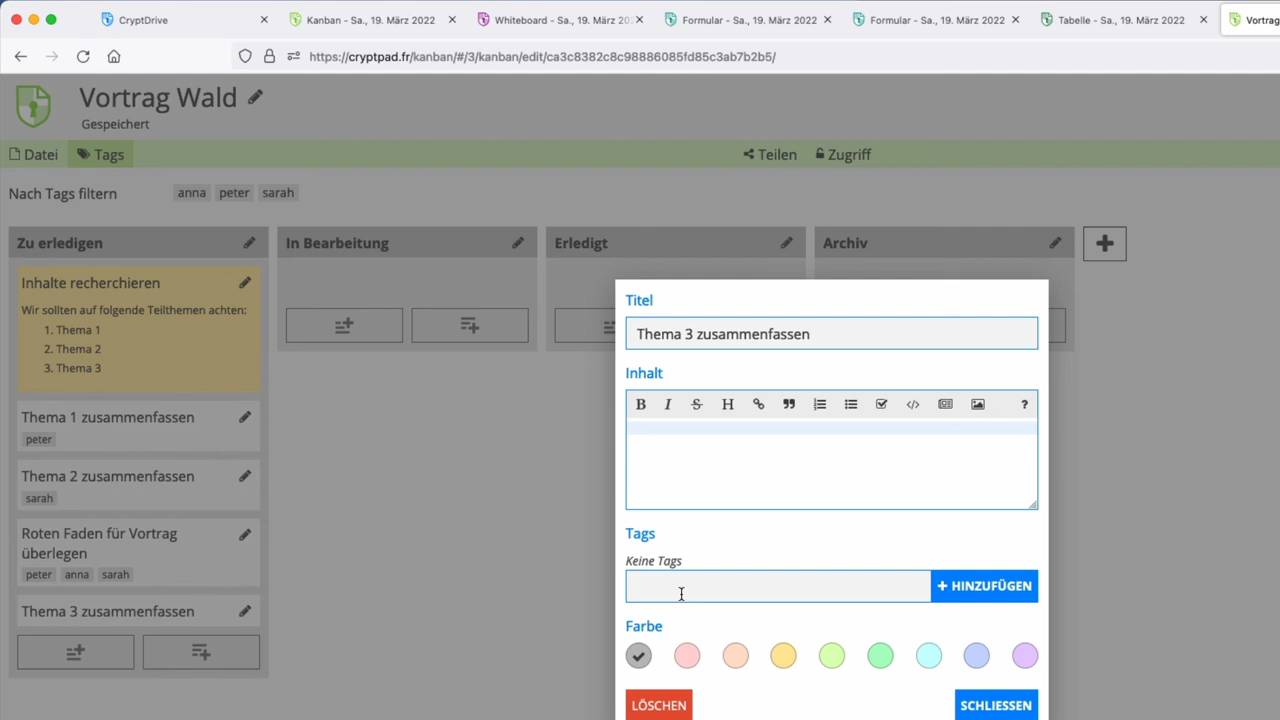 CryptDrive
Kanban - Sa., 19. März 2022
Whiteboard - Sa., 19. März 20
Formular - Sa., 19. März 2022
Formular - Sa., 19. März 2022
Tabelle - Sa., 19. März 2022
Vortrag
https://cryptpad.fr/kanban/#/3/kanban/edit/ca3c8382c8c98886085fd85c3ab7b2b5/
Vortrag Wald
Gespeichert
Datei
Tags
Teilen
Zugriff
Nach Tags filtern
anna peter sarah
Zu erledigen
Inhalte recherchieren
Wir sollten auf folgende Teilthemen achten:
1. Thema 1
2. Thema 2
3. Thema 3
Thema 1 zusammenfassen
peter
Thema 2 zusammenfassen
sarah
Roten Faden für Vortrag
überlegen
peter anna sarah
Thema 3 zusammenfassen
In Bearbeitung
Erledigt
Archiv
Titel
Thema 3 zusammenfassen
Inhalt
B I S H ?
Tags
Keine Tags
+ HINZUFÜGEN
Farbe
LÖSCHEN
SCHLIESSEN